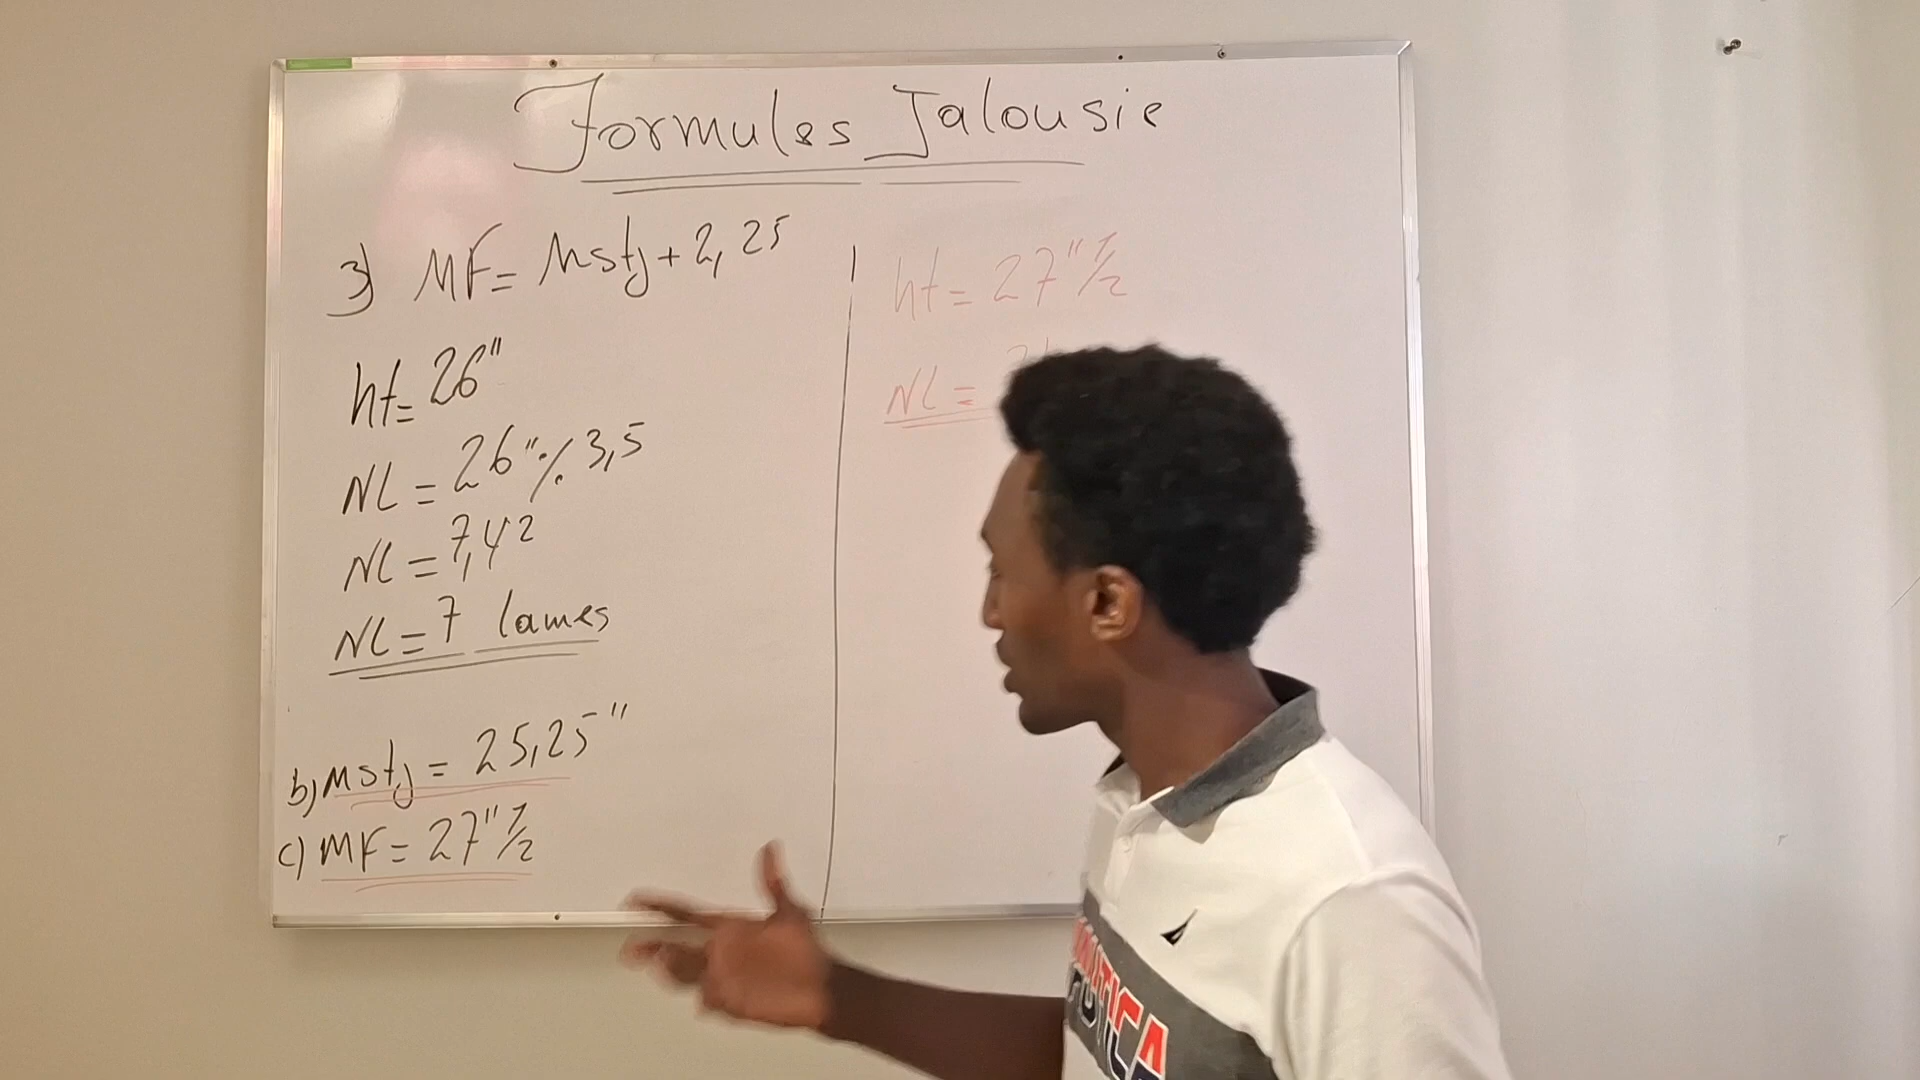 Formules Jalousie
3) MF = Mstj + 2,25
ht = 26"
NL = 26" ./. 3,5
NL = 7,42
NL = 7 lames
b) Mstj = 25,25"
c) MF = 27" 1/2
ht = 27" 1/2
NL =